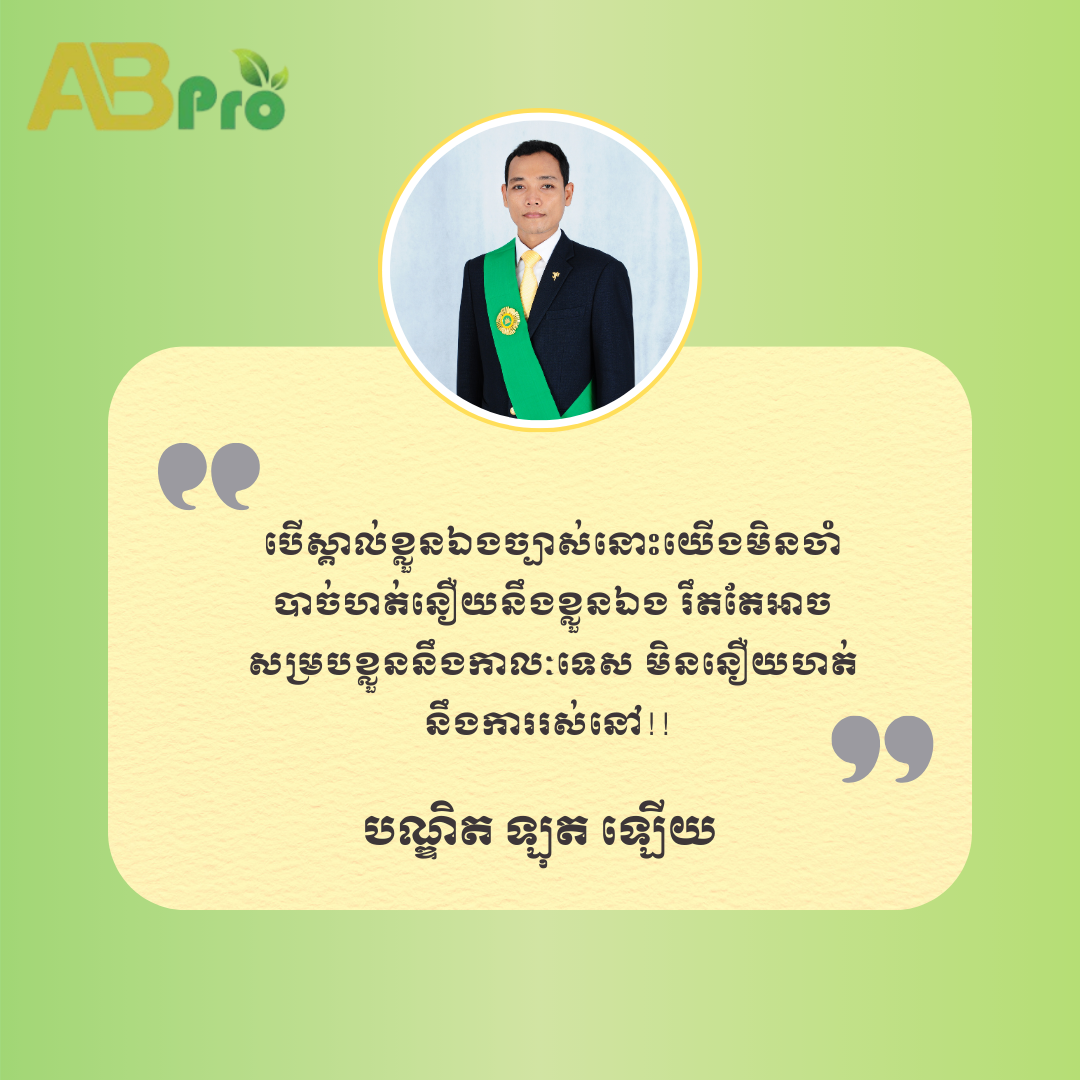 ABPro
បើស្គាល់ខ្លួនឯងច្បាស់នោះយើងមិនចាំ
បាច់ហត់នឿយនឹងខ្លួនឯង រឹតតែអាច
សម្របខ្លួននឹងកាលៈទេស មិននឿយហត់
នឹងការរស់នៅ!!
បណ្ឌិត ឡុត ឡើយ